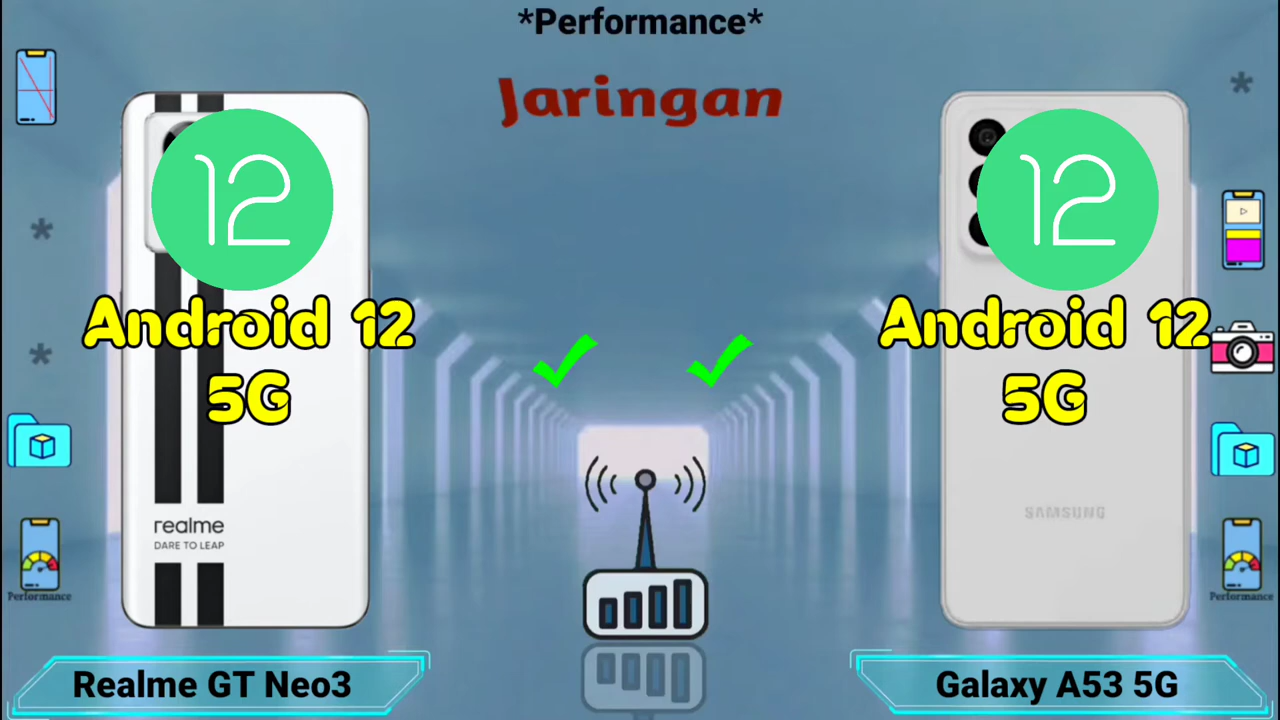 *Performance*
Jaringan
12
12
Android 12
5G
Android 12
5G
realme
DARE TO LEAP
SAMSUNG
Performance
Performance
Realme GT Neo3
Galaxy A53 5G